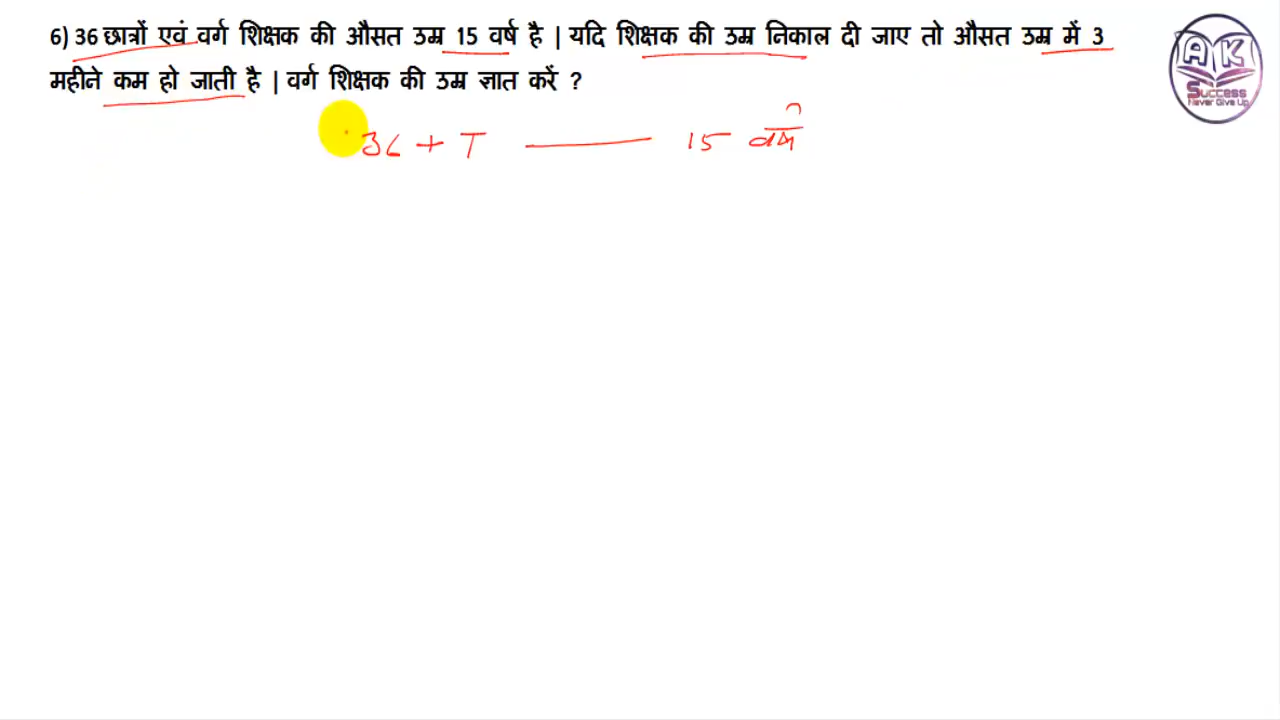 6) 36 छात्रों एवं वर्ग शिक्षक की औसत उम्र 15 वर्ष है | यदि शिक्षक की उम्र निकाल दी जाए तो औसत उम्र में 3
महीने कम हो जाती है | वर्ग शिक्षक की उम्र ज्ञात करें ?
36 + T — 15 वर्ष
AK
Success
Never Give Up